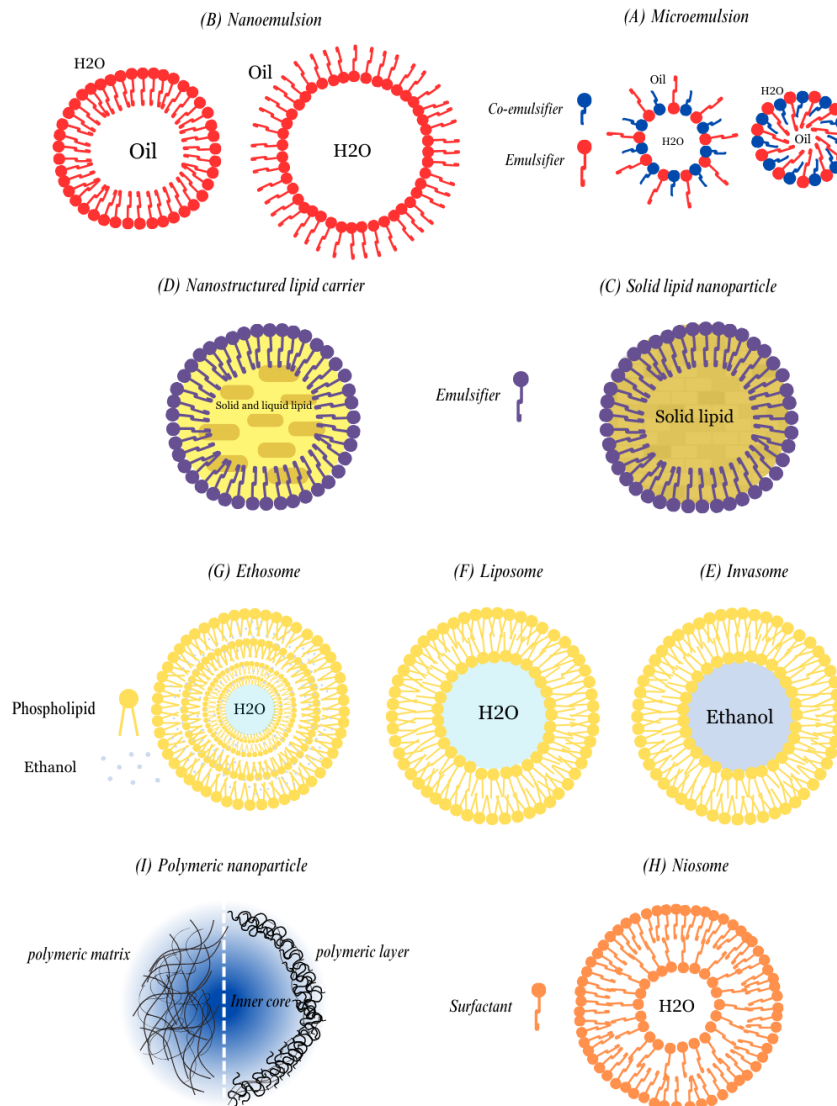 (B) Nanoemulsion
(A) Microemulsion
H2O
Oil
Oil
H2O
Co-emulsifier
Emulsifier
Oil
H2O
H2O
Oil
(D) Nanostructured lipid carrier
(C) Solid lipid nanoparticle
Solid and liquid lipid
Emulsifier
Solid lipid
(G) Ethosome
(F) Liposome
(E) Invasome
Phospholipid
Ethanol
H2O
H2O
Ethanol
(I) Polymeric nanoparticle
(H) Niosome
polymeric matrix
polymeric layer
Inner core
Surfactant
H2O